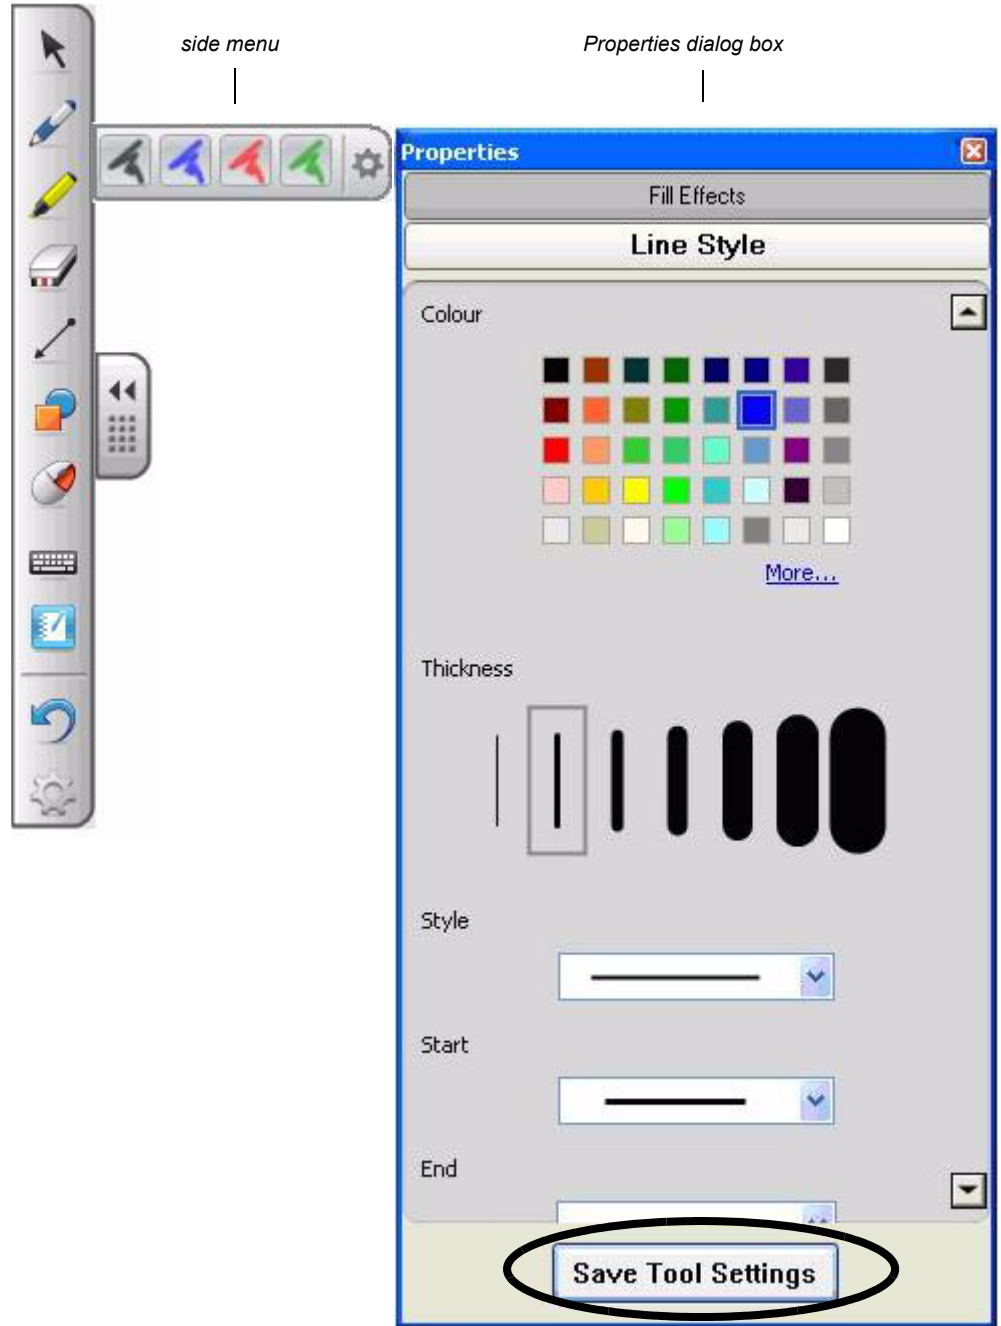 side menu
Properties dialog box
Properties
Fill Effects
Line Style
Colour
More...
Thickness
Style
Start
End
Save Tool Settings